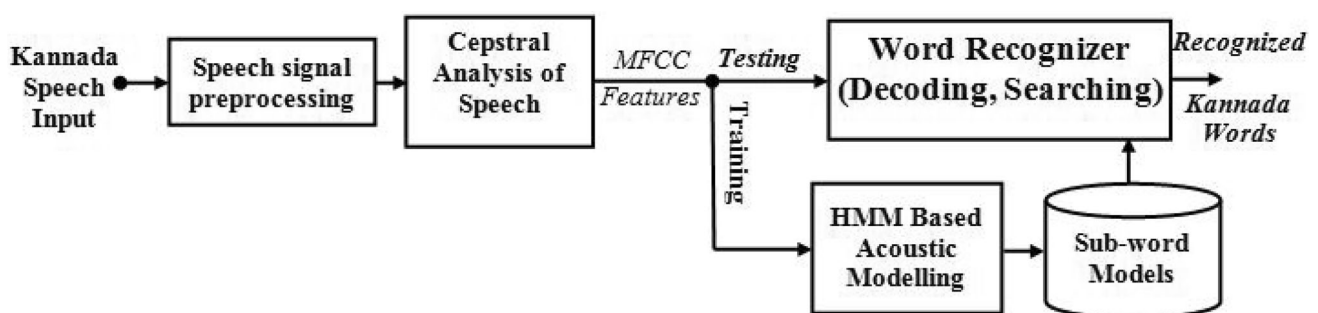 Kannada
Speech
Input
Speech signal
preprocessing
Cepstral
Analysis of
Speech
MFCC
Features
Testing
Training
Word Recognizer
(Decoding, Searching)
Recognized
Kannada
Words
HMM Based
Acoustic
Modelling
Sub-word
Models